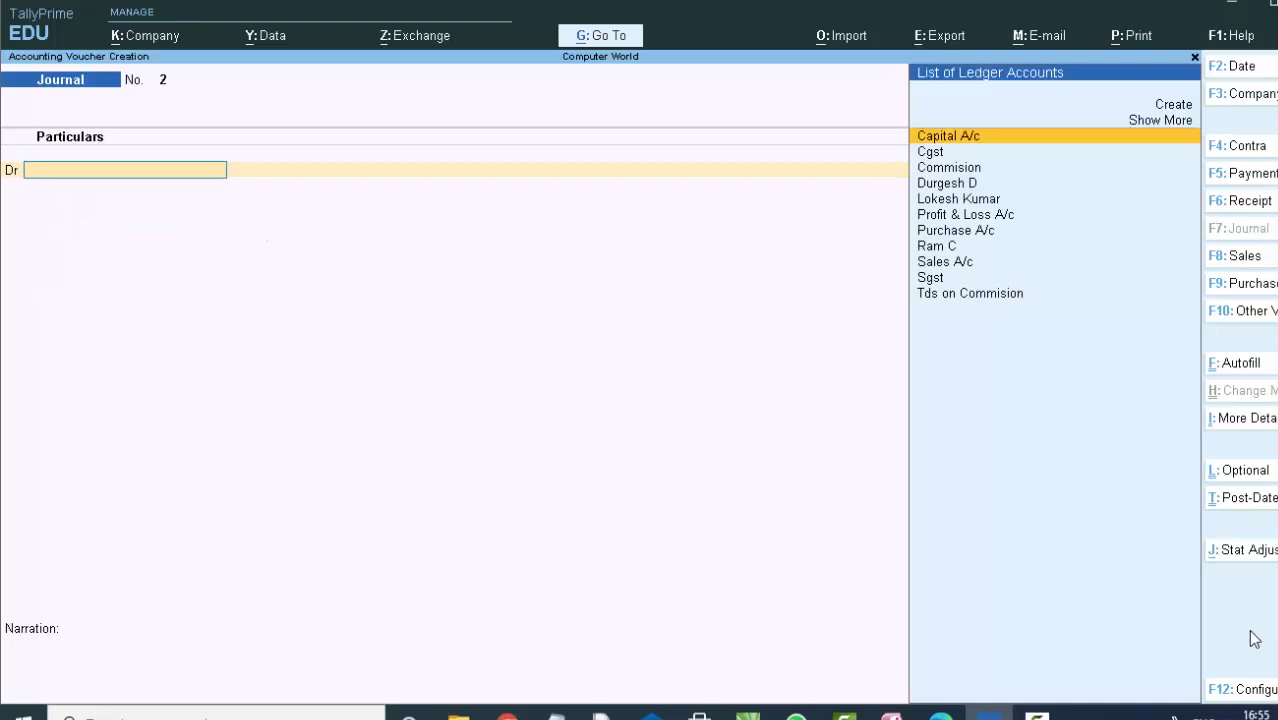 TallyPrime MANAGE
EDU K: Company Y: Data Z: Exchange G: Go To O: Import E: Export M: E-mail P: Print F1: Help
Accounting Voucher Creation Computer World
Journal No. 2
Particulars
Dr
Narration:
List of Ledger Accounts
Create
Show More
Capital A/c
Cgst
Commision
Durgesh D
Lokesh Kumar
Profit & Loss A/c
Purchase A/c
Ram C
Sales A/c
Sgst
Tds on Commision
F2: Date
F3: Company
F4: Contra
F5: Payment
F6: Receipt
F7: Journal
F8: Sales
F9: Purchase
F10: Other V
F: Autofill
H: Change M
I: More Deta
L: Optional
T: Post-Date
J: Stat Adjus
F12: Configu
16:55